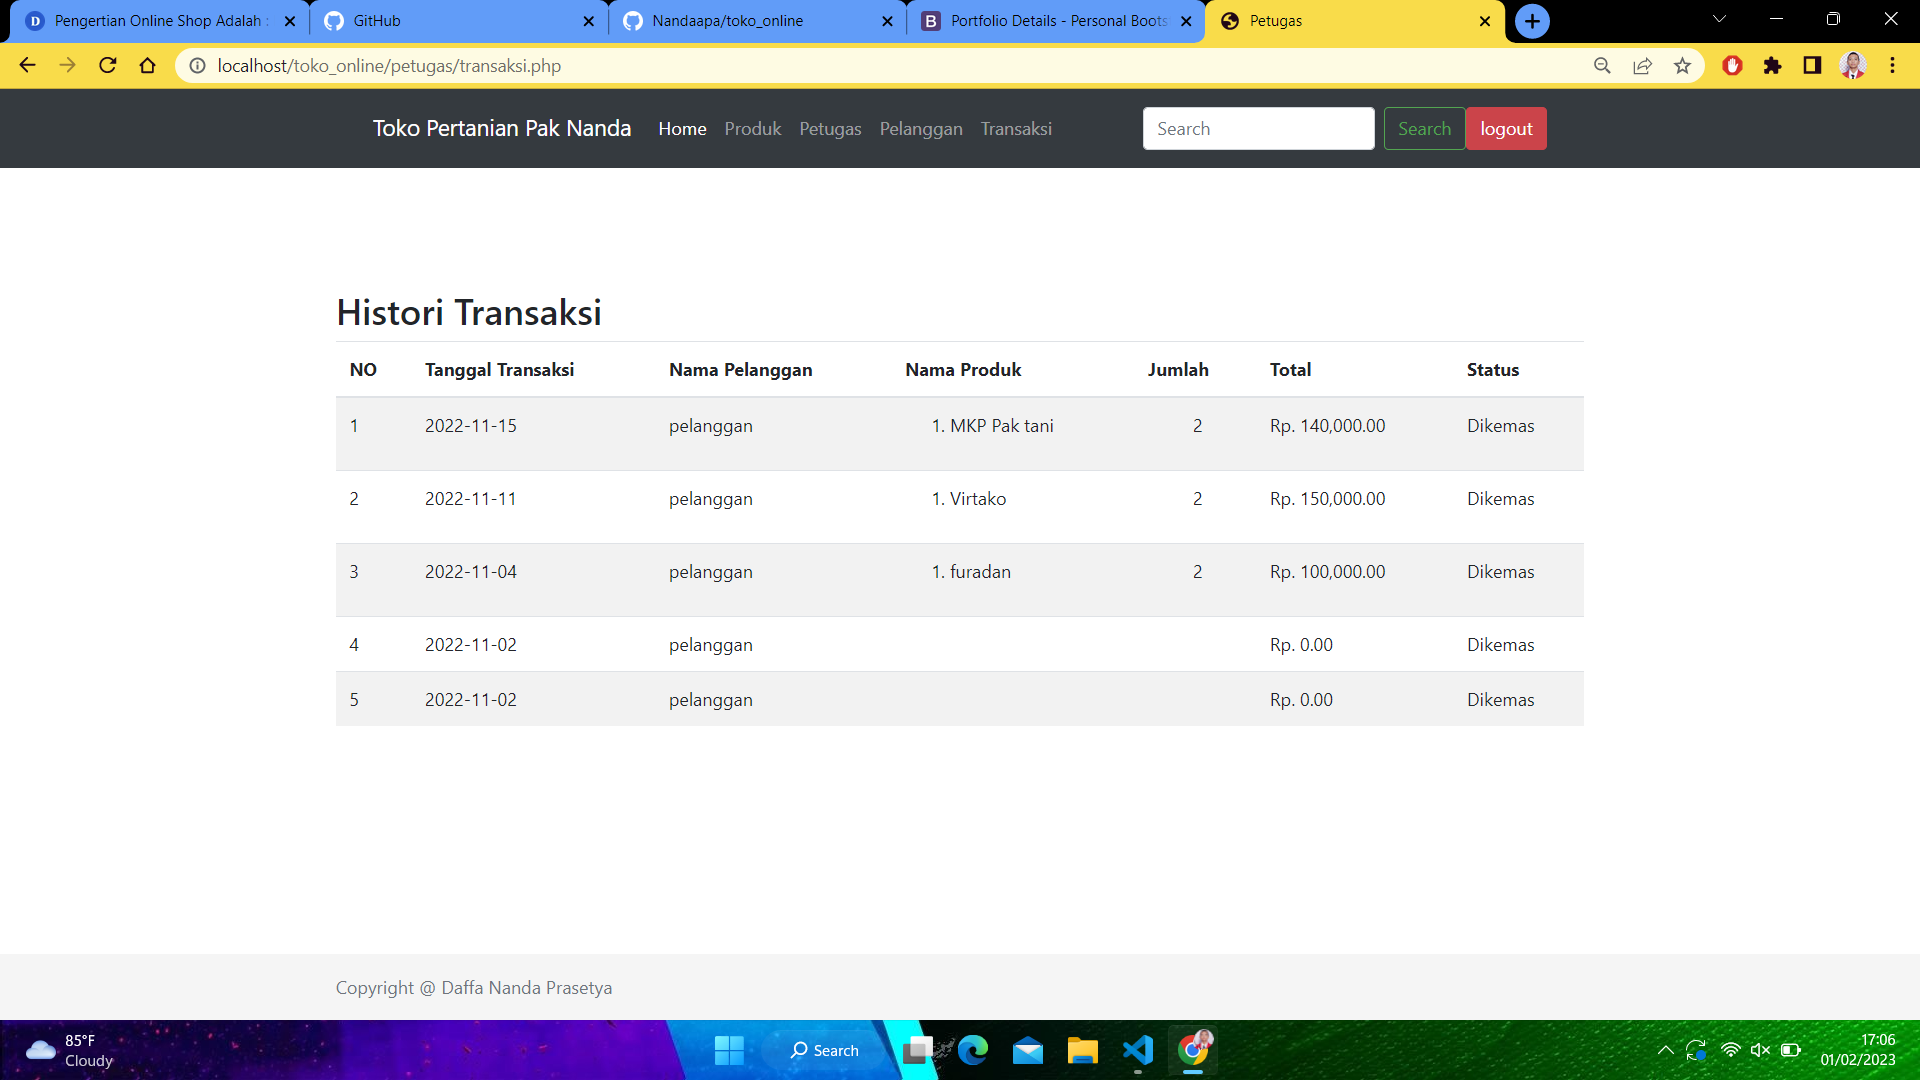 Pengertian Online Shop Adalah :
GitHub
Nandaapa/toko_online
Portfolio Details - Personal Boots
Petugas
localhost/toko_online/petugas/transaksi.php
Toko Pertanian Pak Nanda Home Produk Petugas Pelanggan Transaksi Search Search logout
Histori Transaksi
NO Tanggal Transaksi Nama Pelanggan Nama Produk Jumlah Total Status
1 2022-11-15 pelanggan 1. MKP Pak tani 2 Rp. 140,000.00 Dikemas
2 2022-11-11 pelanggan 1. Virtako 2 Rp. 150,000.00 Dikemas
3 2022-11-04 pelanggan 1. furadan 2 Rp. 100,000.00 Dikemas
4 2022-11-02 pelanggan Rp. 0.00 Dikemas
5 2022-11-02 pelanggan Rp. 0.00 Dikemas
Copyright @ Daffa Nanda Prasetya
85°F
Cloudy
Search
17:06
01/02/2023